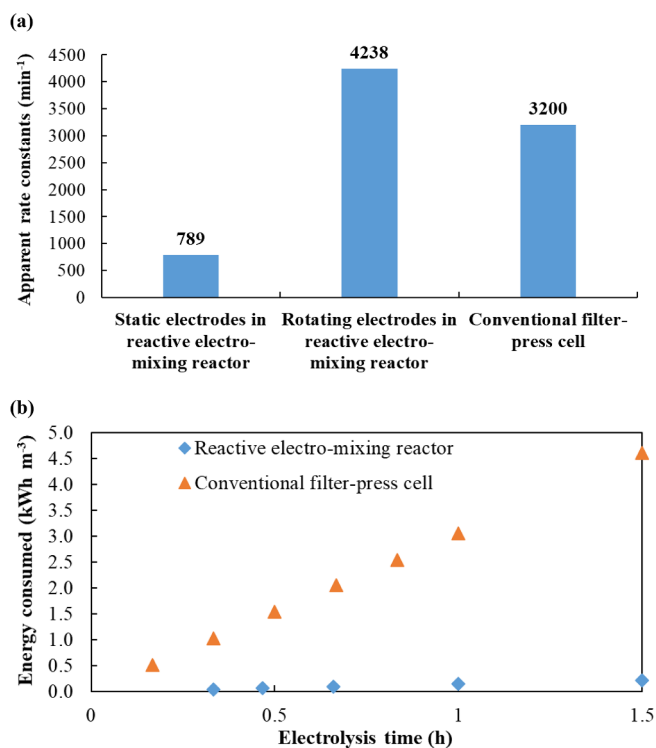 (a)
Apparent rate constants (min⁻¹)
4500
4000
3500
3000
2500
2000
1500
1000
500
0
789
4238
3200
Static electrodes in
reactive electro-
mixing reactor
Rotating electrodes in
reactive electro-
mixing reactor
Conventional filter-
press cell
(b)
Energy consumed (kWh m⁻³)
5.0
4.5
4.0
3.5
3.0
2.5
2.0
1.5
1.0
0.5
0.0
Reactive electro-mixing reactor
Conventional filter-press cell
0
0.5
1
1.5
Electrolysis time (h)